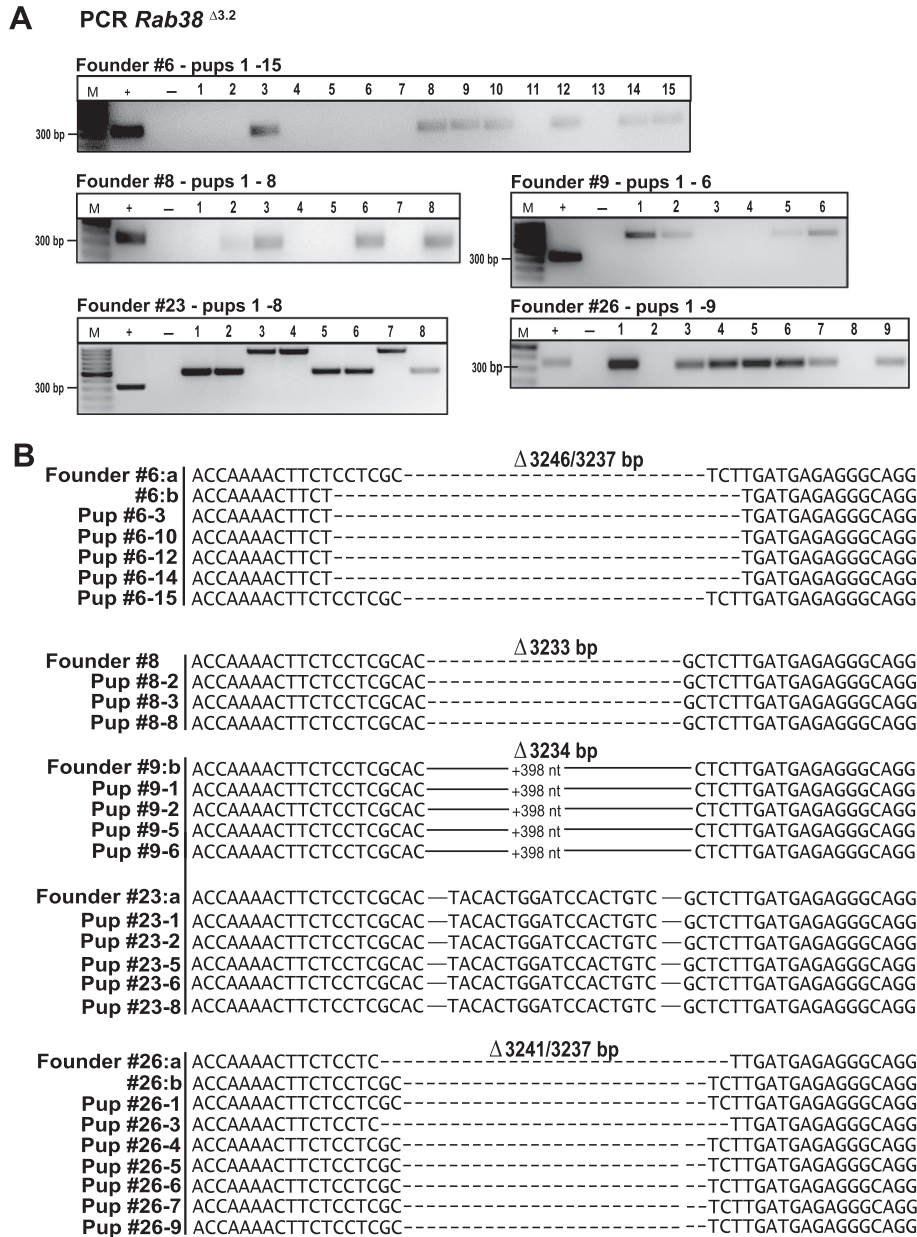 A PCR Rab38 Δ3.2
Founder #6 - pups 1 -15
M + – 1 2 3 4 5 6 7 8 9 10 11 12 13 14 15
300 bp
Founder #8 - pups 1 - 8
M + – 1 2 3 4 5 6 7 8
300 bp
Founder #9 - pups 1 - 6
M + – 1 2 3 4 5 6
300 bp
Founder #23 - pups 1 -8
M + – 1 2 3 4 5 6 7 8
300 bp
Founder #26 - pups 1 -9
M + – 1 2 3 4 5 6 7 8 9
300 bp
B
Δ3246/3237 bp
Founder #6:a ACCAAAACTTCTCCTCGC--------------------------TCTTGATGAGAGGGCAGG
#6:b ACCAAAACTTCT-----------------------------------TGATGAGAGGGCAGG
Pup #6-3 ACCAAAACTTCT-----------------------------------TGATGAGAGGGCAGG
Pup #6-10 ACCAAAACTTCT-----------------------------------TGATGAGAGGGCAGG
Pup #6-12 ACCAAAACTTCT-----------------------------------TGATGAGAGGGCAGG
Pup #6-14 ACCAAAACTTCT-----------------------------------TGATGAGAGGGCAGG
Pup #6-15 ACCAAAACTTCTCCTCGC--------------------------TCTTGATGAGAGGGCAGG
Δ3233 bp
Founder #8 ACCAAAACTTCTCCTCGCAC----------------------GCTCTTGATGAGAGGGCAGG
Pup #8-2 ACCAAAACTTCTCCTCGCAC----------------------GCTCTTGATGAGAGGGCAGG
Pup #8-3 ACCAAAACTTCTCCTCGCAC----------------------GCTCTTGATGAGAGGGCAGG
Pup #8-8 ACCAAAACTTCTCCTCGCAC----------------------GCTCTTGATGAGAGGGCAGG
Δ3234 bp
Founder #9:b ACCAAAACTTCTCCTCGCAC——— +398 nt ———CTCTTGATGAGAGGGCAGG
Pup #9-1 ACCAAAACTTCTCCTCGCAC——— +398 nt ———CTCTTGATGAGAGGGCAGG
Pup #9-2 ACCAAAACTTCTCCTCGCAC——— +398 nt ———CTCTTGATGAGAGGGCAGG
Pup #9-5 ACCAAAACTTCTCCTCGCAC——— +398 nt ———CTCTTGATGAGAGGGCAGG
Pup #9-6 ACCAAAACTTCTCCTCGCAC——— +398 nt ———CTCTTGATGAGAGGGCAGG
Founder #23:a ACCAAAACTTCTCCTCGCAC—TACACTGGATCCACTGTC—GCTCTTGATGAGAGGGCAGG
Pup #23-1 ACCAAAACTTCTCCTCGCAC—TACACTGGATCCACTGTC—GCTCTTGATGAGAGGGCAGG
Pup #23-2 ACCAAAACTTCTCCTCGCAC—TACACTGGATCCACTGTC—GCTCTTGATGAGAGGGCAGG
Pup #23-5 ACCAAAACTTCTCCTCGCAC—TACACTGGATCCACTGTC—GCTCTTGATGAGAGGGCAGG
Pup #23-6 ACCAAAACTTCTCCTCGCAC—TACACTGGATCCACTGTC—GCTCTTGATGAGAGGGCAGG
Pup #23-8 ACCAAAACTTCTCCTCGCAC—TACACTGGATCCACTGTC—GCTCTTGATGAGAGGGCAGG
Δ3241/3237 bp
Founder #26:a ACCAAAACTTCTCCTC------------------------------TTGATGAGAGGGCAGG
#26:b ACCAAAACTTCTCCTCGC-------------------------- --TCTTGATGAGAGGGCAGG
Pup #26-1 ACCAAAACTTCTCCTCGC-------------------------- --TCTTGATGAGAGGGCAGG
Pup #26-3 ACCAAAACTTCTCCTC------------------------------TTGATGAGAGGGCAGG
Pup #26-4 ACCAAAACTTCTCCTCGC-------------------------- --TCTTGATGAGAGGGCAGG
Pup #26-5 ACCAAAACTTCTCCTCGC-------------------------- --TCTTGATGAGAGGGCAGG
Pup #26-6 ACCAAAACTTCTCCTCGC-------------------------- --TCTTGATGAGAGGGCAGG
Pup #26-7 ACCAAAACTTCTCCTCGC-------------------------- --TCTTGATGAGAGGGCAGG
Pup #26-9 ACCAAAACTTCTCCTCGC-------------------------- --TCTTGATGAGAGGGCAGG